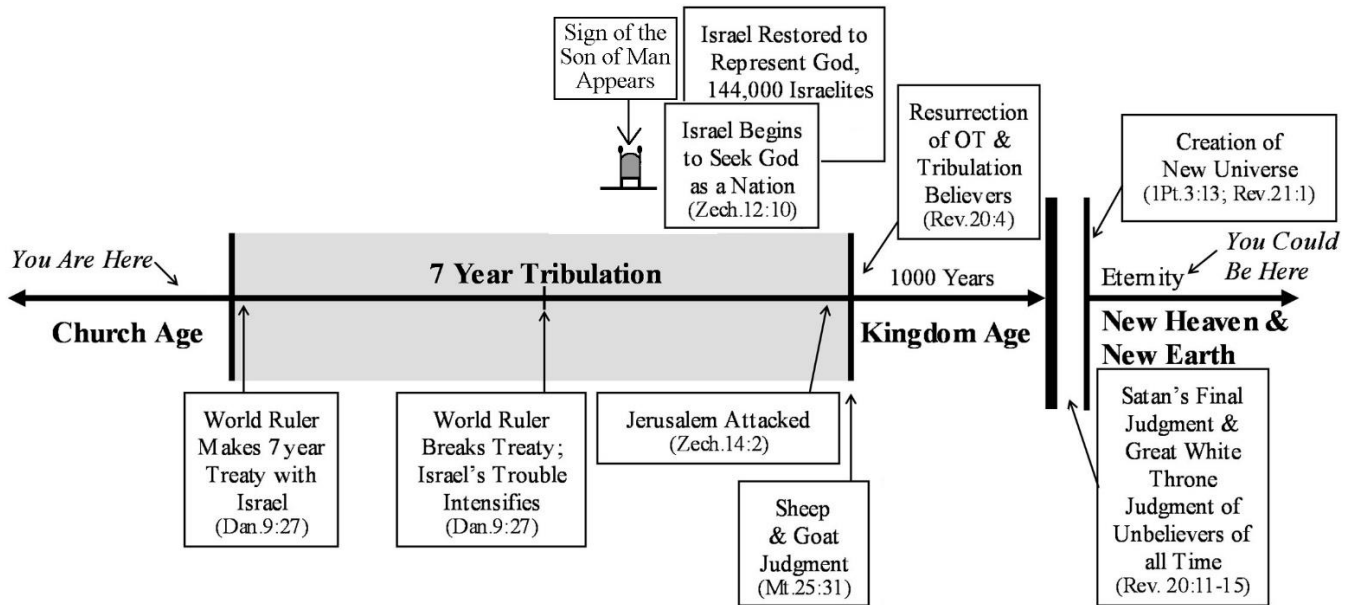 Sign of the
Son of Man
Appears
Israel Restored to
Represent God,
144,000 Israelites
Israel Begins
to Seek God
as a Nation
(Zech.12:10)
Resurrection
of OT &
Tribulation
Believers
(Rev.20:4)
Creation of
New Universe
(1Pt.3:13; Rev.21:1)
You Are Here
7 Year Tribulation
1000 Years
Eternity
You Could
Be Here
Church Age
Kingdom Age
New Heaven &
New Earth
World Ruler
Makes 7 year
Treaty with
Israel
(Dan.9:27)
World Ruler
Breaks Treaty;
Israel's Trouble
Intensifies
(Dan.9:27)
Jerusalem Attacked
(Zech.14:2)
Sheep
& Goat
Judgment
(Mt.25:31)
Satan's Final
Judgment &
Great White
Throne
Judgment of
Unbelievers of
all Time
(Rev. 20:11-15)